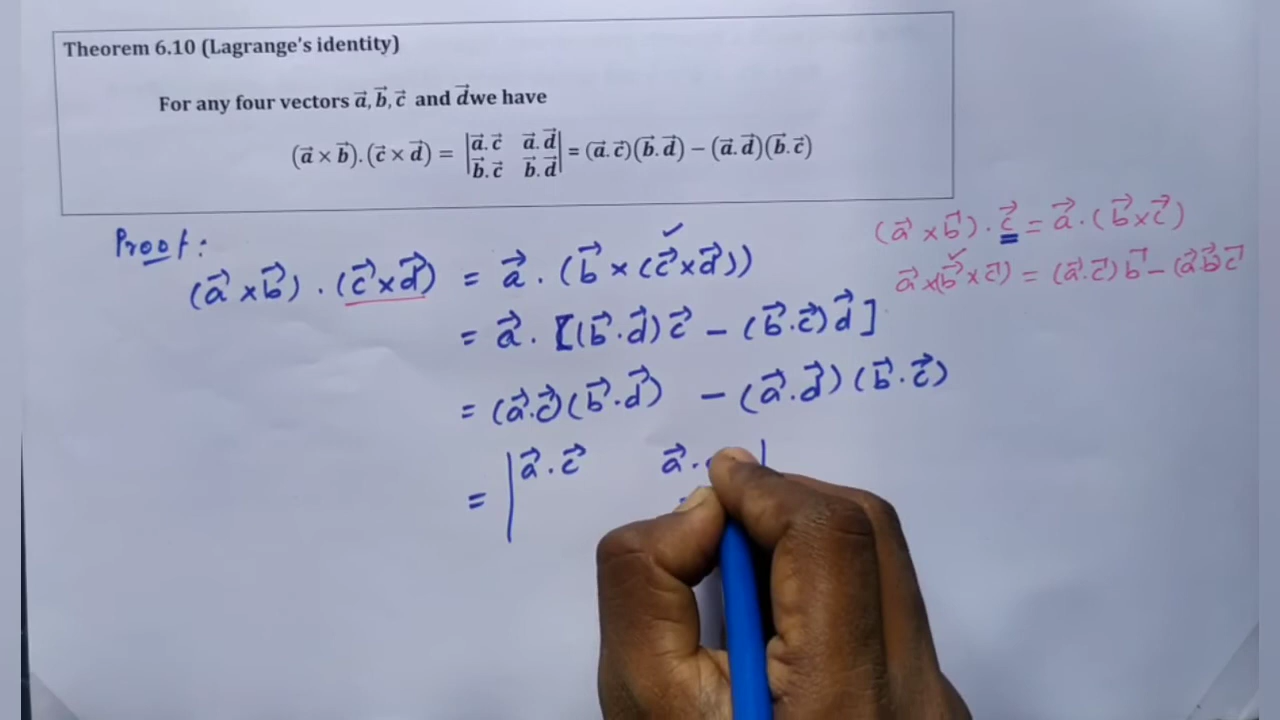 Theorem 6.10 (Lagrange's identity)
For any four vectors a⃗, b⃗, c⃗ and d⃗ we have
(a⃗ × b⃗).(c⃗ × d⃗) = |a⃗.c⃗ a⃗.d⃗| = (a⃗.c⃗)(b⃗.d⃗) − (a⃗.d⃗)(b⃗.c⃗)
|b⃗.c⃗ b⃗.d⃗|
Proof:
(a⃗ × b⃗) . (c⃗ × d⃗) = a⃗ . (b⃗ × (c⃗ × d⃗))
= a⃗ . [(b⃗.d⃗) c⃗ − (b⃗.c⃗) d⃗]
= (a⃗.c⃗)(b⃗.d⃗) − (a⃗.d⃗)(b⃗.c⃗)
= | a⃗ . c⃗ a⃗ . |
(a⃗ × b⃗) . c⃗ = a⃗ . (b⃗ × c⃗)
a⃗ × (b⃗ × c⃗) = (a⃗.c⃗) b⃗ − (a⃗.b⃗) c⃗